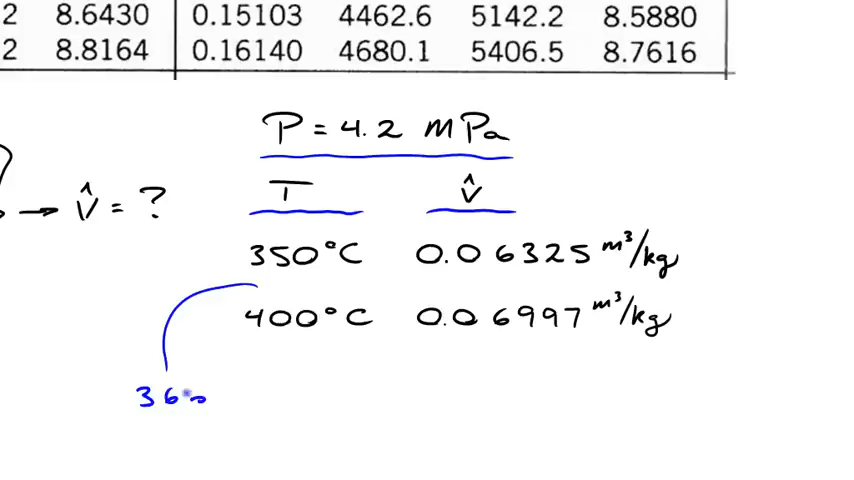 2 8.6430 0.15103 4462.6 5142.2 8.5880
2 8.8164 0.16140 4680.1 5406.5 8.7616
P = 4.2 mPa
T v̂
→ v̂ = ?
350°C 0.06325 m³/kg
400°C 0.06997 m³/kg
360